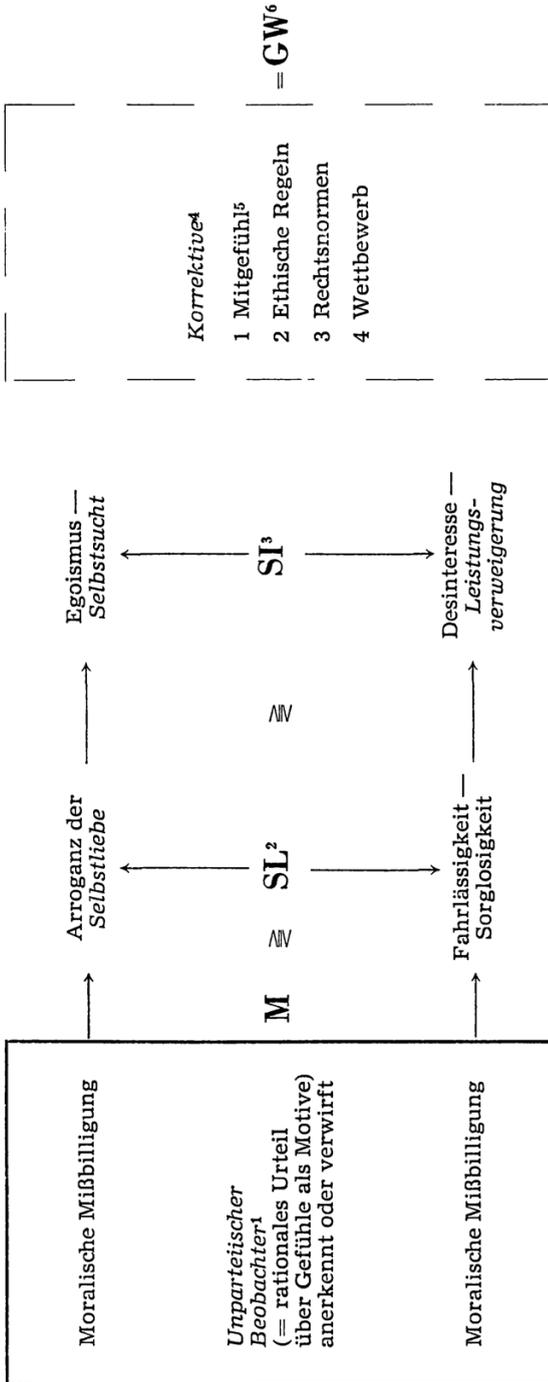 Moralische Mißbilligung
Arroganz der
Selbstliebe
Egoismus —
Selbstsucht
Unparteiischer
Beobachter¹
(= rationales Urteil
über Gefühle als Motive)
anerkennt oder verwirft
M ⋛ SL² ⋛ SI³
Korrektive⁴
1 Mitgefühl⁵
2 Ethische Regeln
3 Rechtsnormen
4 Wettbewerb
= GW⁶
Moralische Mißbilligung
Fahrlässigkeit —
Sorglosigkeit
Desinteresse —
Leistungs-
verweigerung